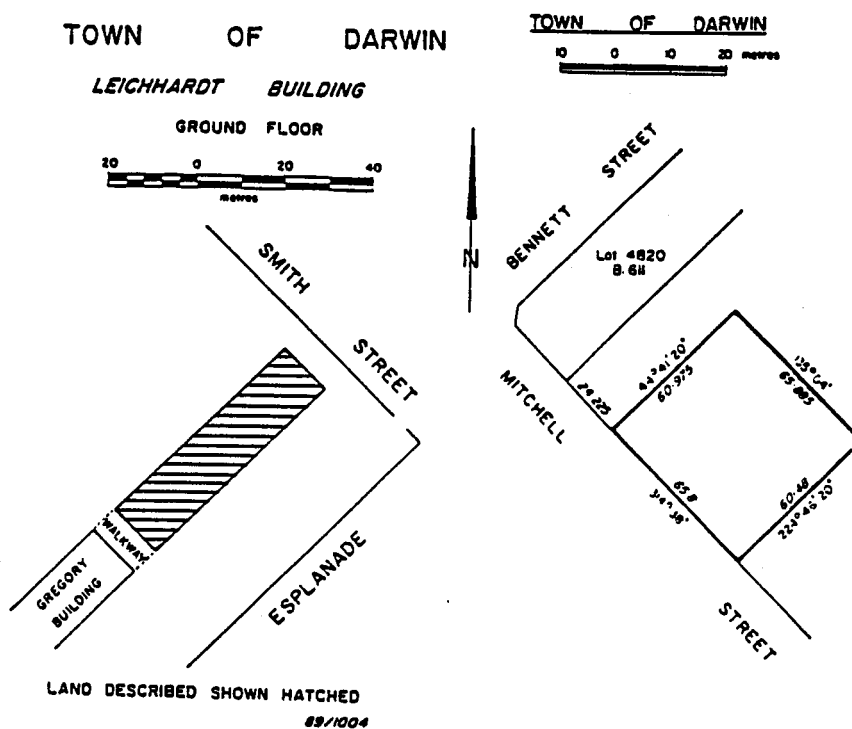 TOWN OF DARWIN
LEICHHARDT BUILDING
GROUND FLOOR
20 0 20 40
metres
SMITH
STREET
WALKWAY
GREGORY
BUILDING
ESPLANADE
LAND DESCRIBED SHOWN HATCHED
89/1004
TOWN OF DARWIN
10 0 10 20 metres
N
BENNETT STREET
Lot 4820
B. 611
MITCHELL
24.225
44° 41' 20"
60.975
135° 04'
65.885
65.8
314° 38'
60.48
224° 46' 20"
STREET